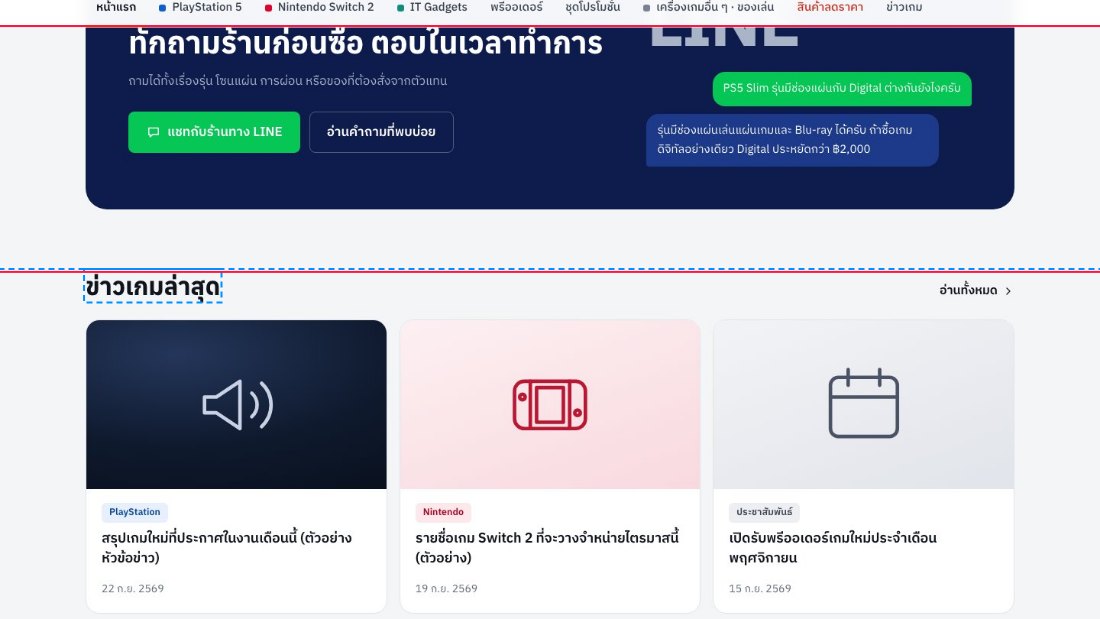 หน้าแรก
PlayStation 5
Nintendo Switch 2
IT Gadgets
พรีออเดอร์
ชุดโปรโมชัน
เครื่องเกมอื่น ๆ · ของเล่น
สินค้าลดราคา
ข่าวเกม
ทักถามร้านก่อนซื้อ ตอบในเวลาทำการ
LINE
ถามได้ทั้งเรื่องรุ่น โซนแผ่น การผ่อน หรือของที่ต้องสั่งจากตัวแทน
แชทกับร้านทาง LINE
อ่านคำถามที่พบบ่อย
PS5 Slim รุ่นมีช่องแผ่นกับ Digital ต่างกันยังไงครับ
รุ่นมีช่องแผ่นเล่นแผ่นเกมและ Blu-ray ได้ครับ ถ้าซื้อเกม
ดิจิทัลอย่างเดียว Digital ประหยัดกว่า ฿2,000
ข่าวเกมล่าสุด
อ่านทั้งหมด
PlayStation
สรุปเกมใหม่ที่ประกาศในงานเดือนนี้ (ตัวอย่าง
หัวข้อข่าว)
22 ก.ย. 2569
Nintendo
รายชื่อเกม Switch 2 ที่จะวางจำหน่ายไตรมาสนี้
(ตัวอย่าง)
19 ก.ย. 2569
ประชาสัมพันธ์
เปิดรับพรีออเดอร์เกมใหม่ประจำเดือน
พฤศจิกายน
15 ก.ย. 2569